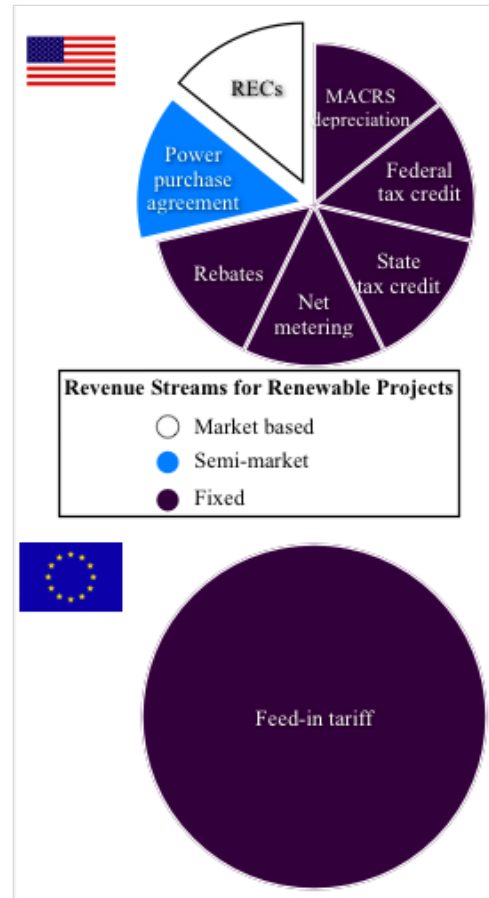 RECs
MACRS
depreciation
Power
purchase
agreement
Federal
tax credit
State
tax credit
Rebates
Net
metering
Revenue Streams for Renewable Projects
Market based
Semi-market
Fixed
Feed-in tariff